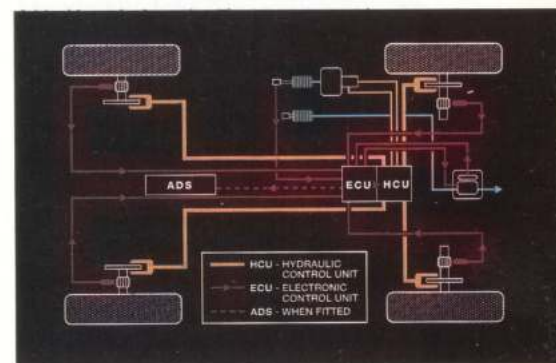 ADS
ECU
HCU
HCU - HYDRAULIC
CONTROL UNIT
ECU - ELECTRONIC
CONTROL UNIT
ADS - WHEN FITTED